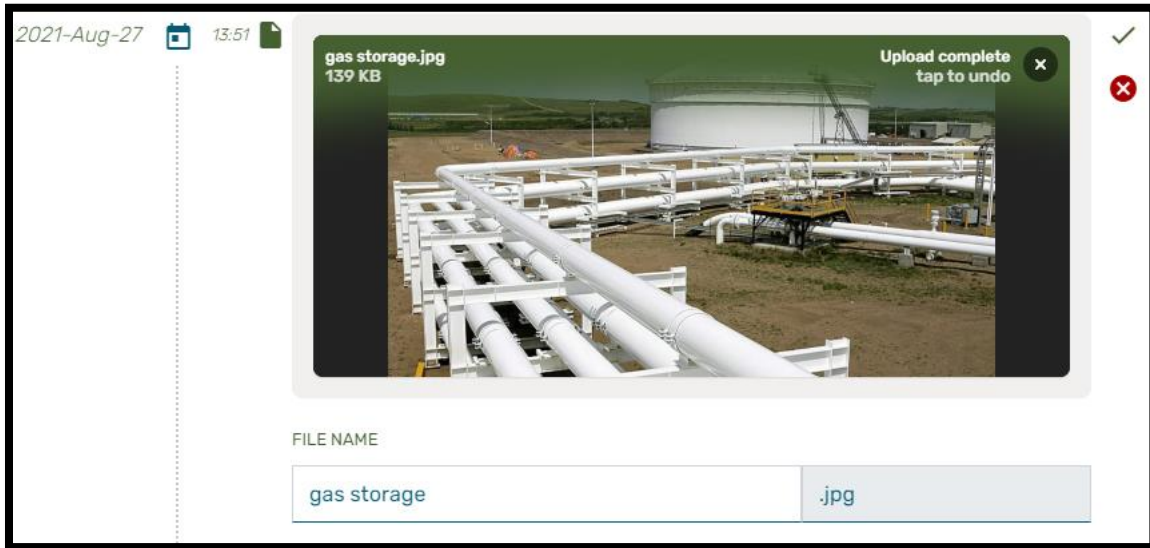 2021-Aug-27 13:51
gas storage.jpg
139 KB
Upload complete
tap to undo
FILE NAME
gas storage .jpg